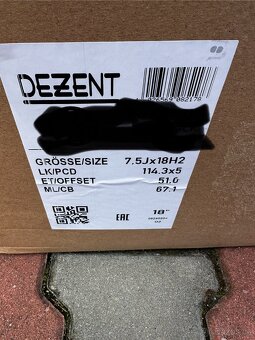 DEZENT
GRÖSSE/SIZE 7.5Jx18H2
LK/PCD 114.3x5
ET/OFFSET 51.0
ML/CB 67.1
EAC 18"